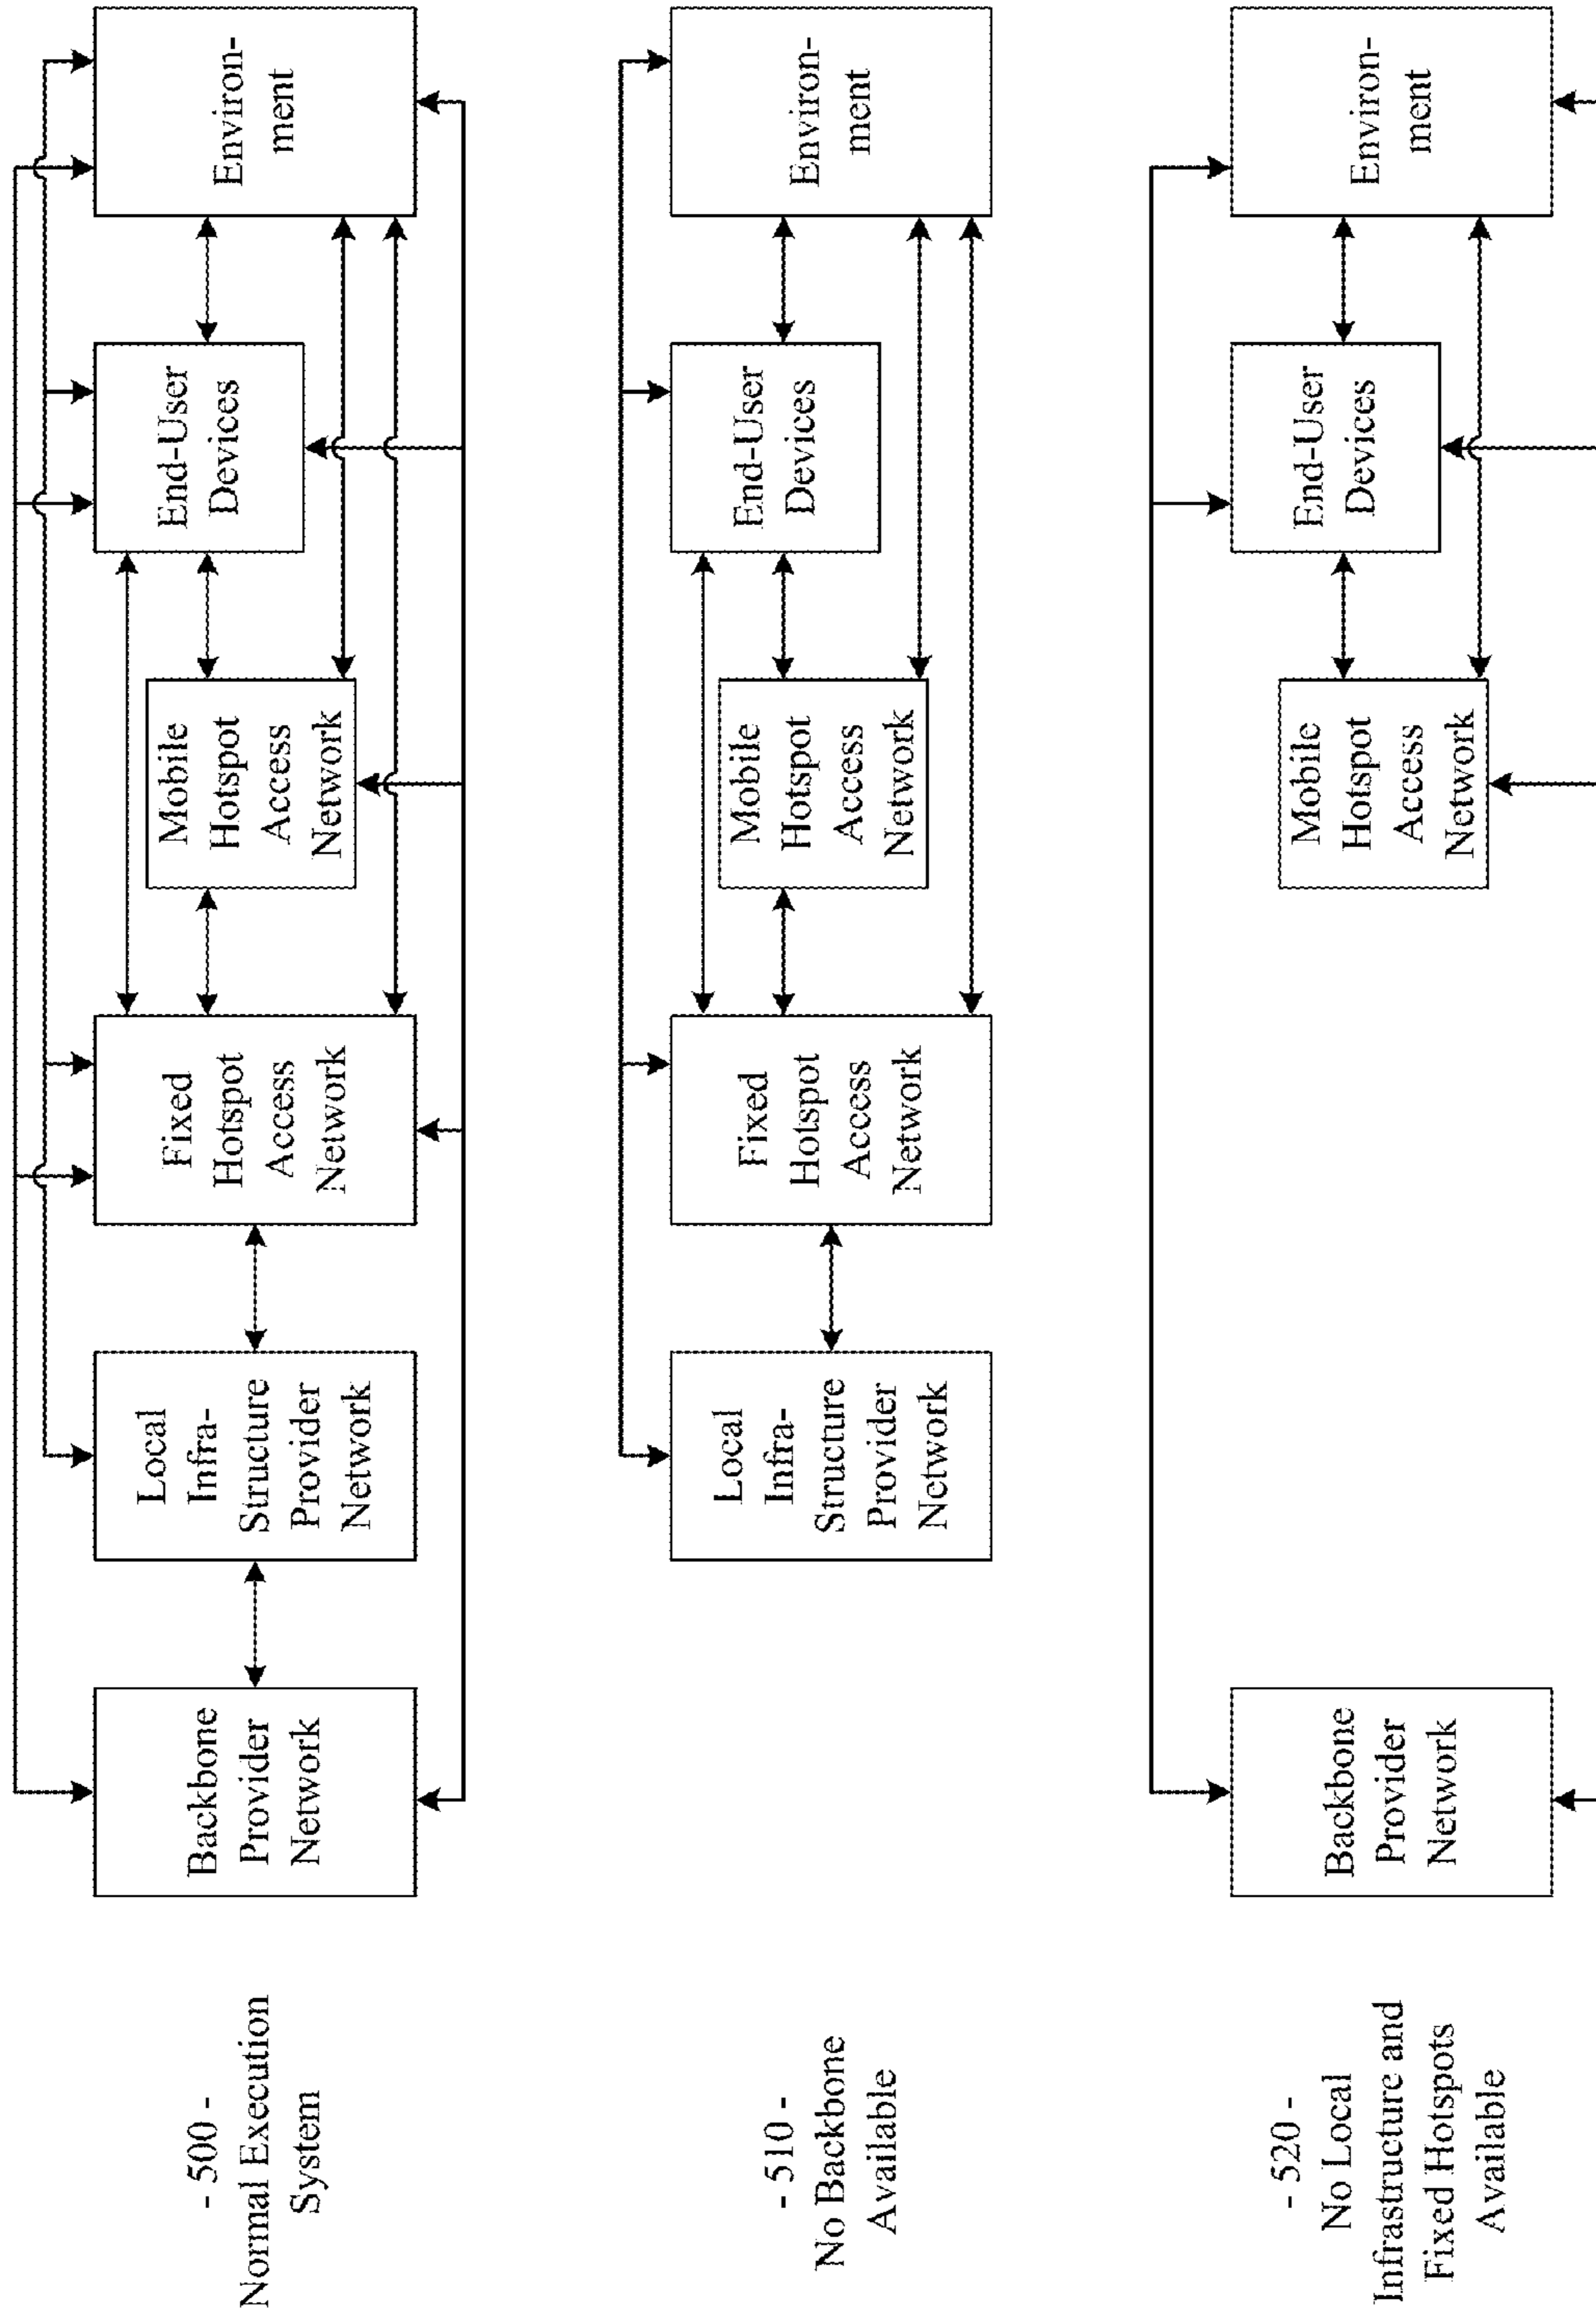 - 500 -
Normal Execution
System
Backbone
Provider
Network
Local
Infra-
Structure
Provider
Network
Fixed
Hotspot
Access
Network
Mobile
Hotspot
Access
Network
End-User
Devices
Environ-
ment
- 510 -
No Backbone
Available
Local
Infra-
Structure
Provider
Network
Fixed
Hotspot
Access
Network
Mobile
Hotspot
Access
Network
End-User
Devices
Environ-
ment
- 520 -
No Local
Infrastructure and
Fixed Hotspots
Available
Backbone
Provider
Network
Mobile
Hotspot
Access
Network
End-User
Devices
Environ-
ment